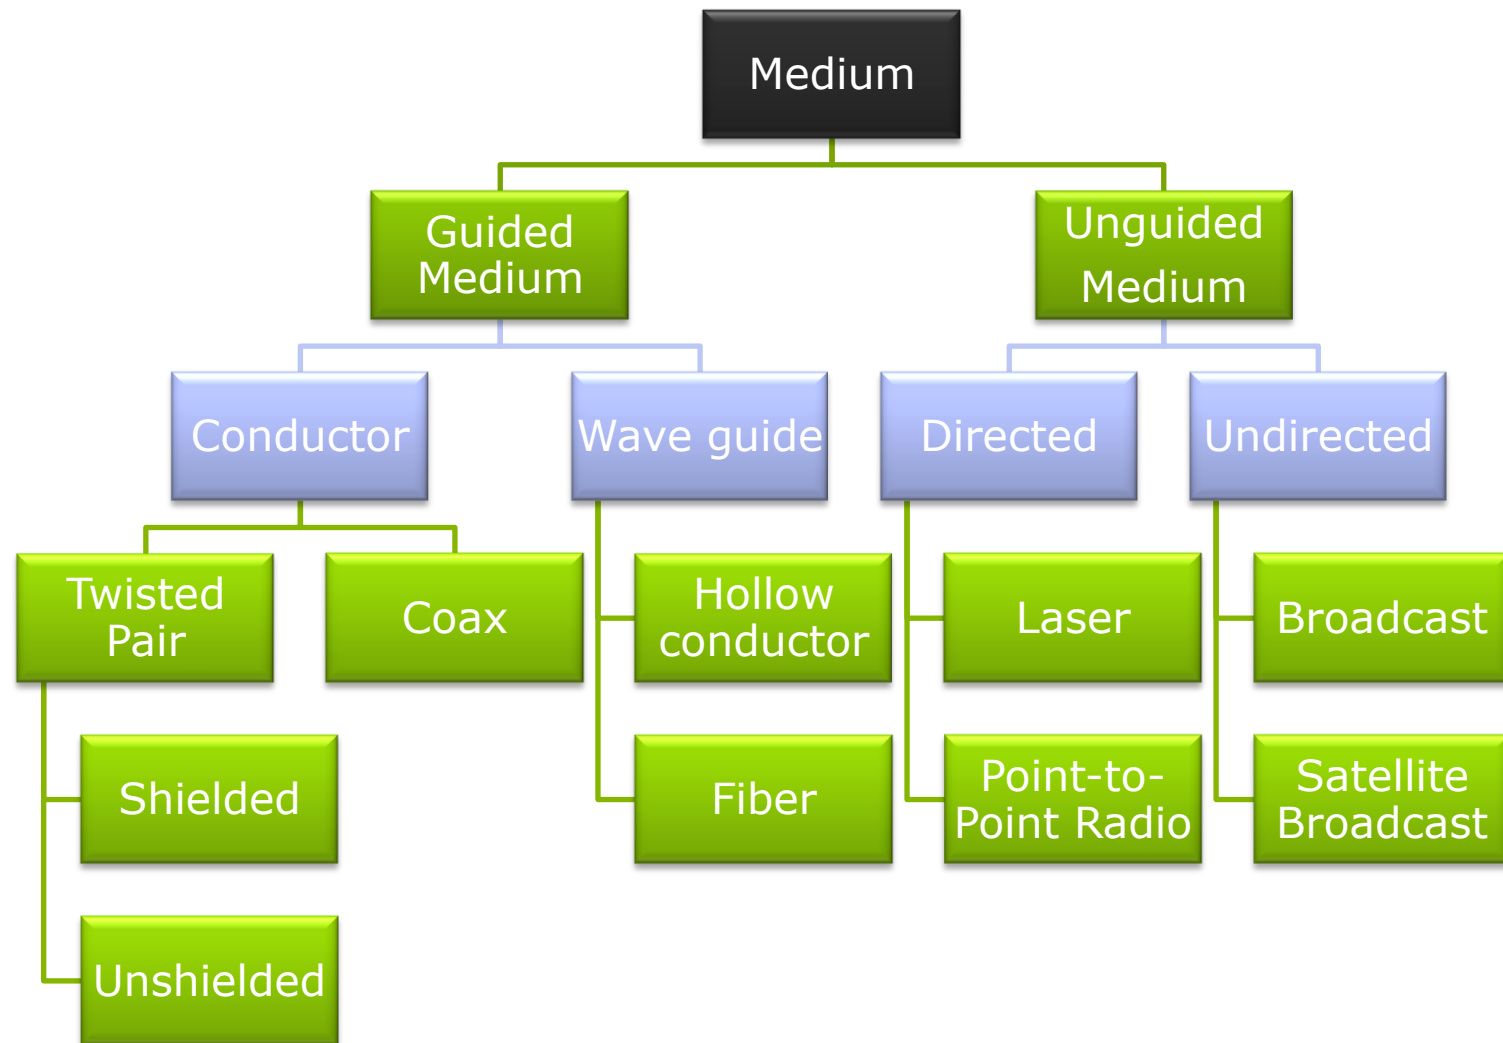 Medium
Guided
Medium
Unguided
Medium
Conductor
Wave guide
Directed
Undirected
Twisted
Pair
Coax
Hollow
conductor
Laser
Broadcast
Shielded
Fiber
Point-to-
Point Radio
Satellite
Broadcast
Unshielded